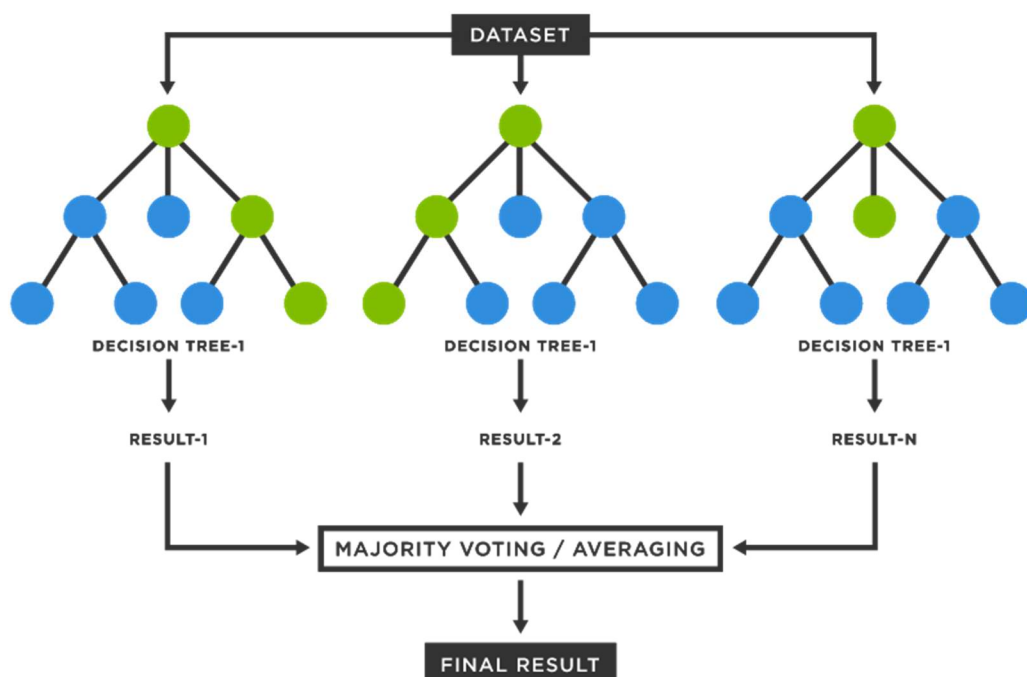 DATASET
DECISION TREE-1
DECISION TREE-1
DECISION TREE-1
RESULT-1
RESULT-2
RESULT-N
MAJORITY VOTING / AVERAGING
FINAL RESULT